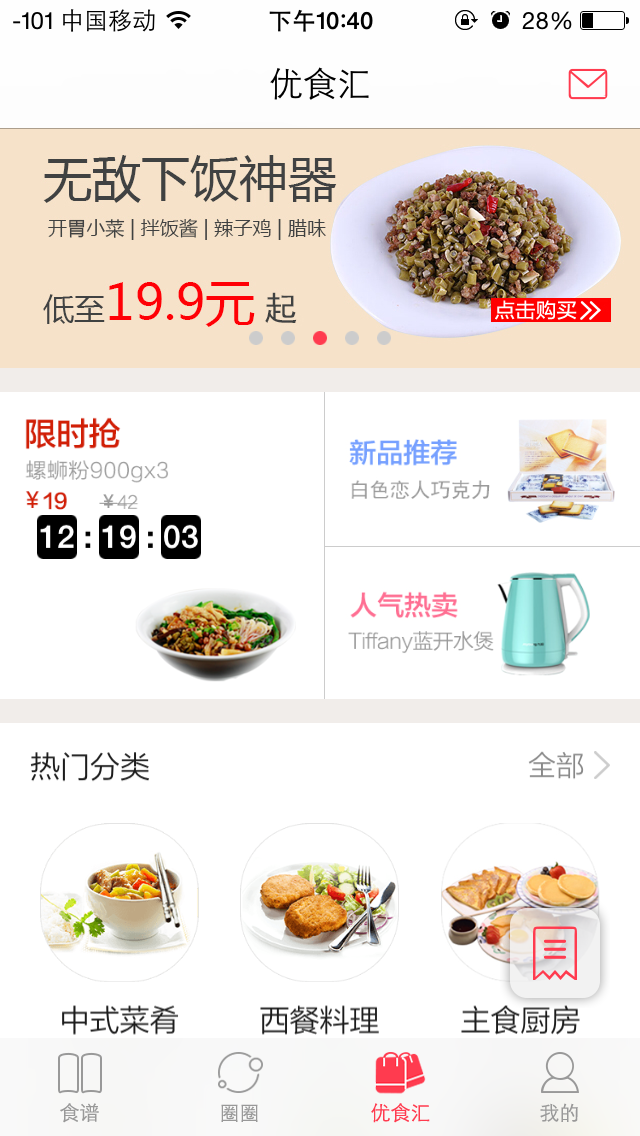 -101 中国移动 下午10:40 28%
优食汇
无敌下饭神器
开胃小菜 | 拌饭酱 | 辣子鸡 | 腊味
低至19.9元 起
点击购买
限时抢
螺蛳粉900gx3
¥19 ¥42
12:19:03
新品推荐
白色恋人巧克力
人气热卖
Tiffany蓝开水煲
热门分类 全部
中式菜肴 西餐料理 主食厨房
食谱 圈圈 优食汇 我的